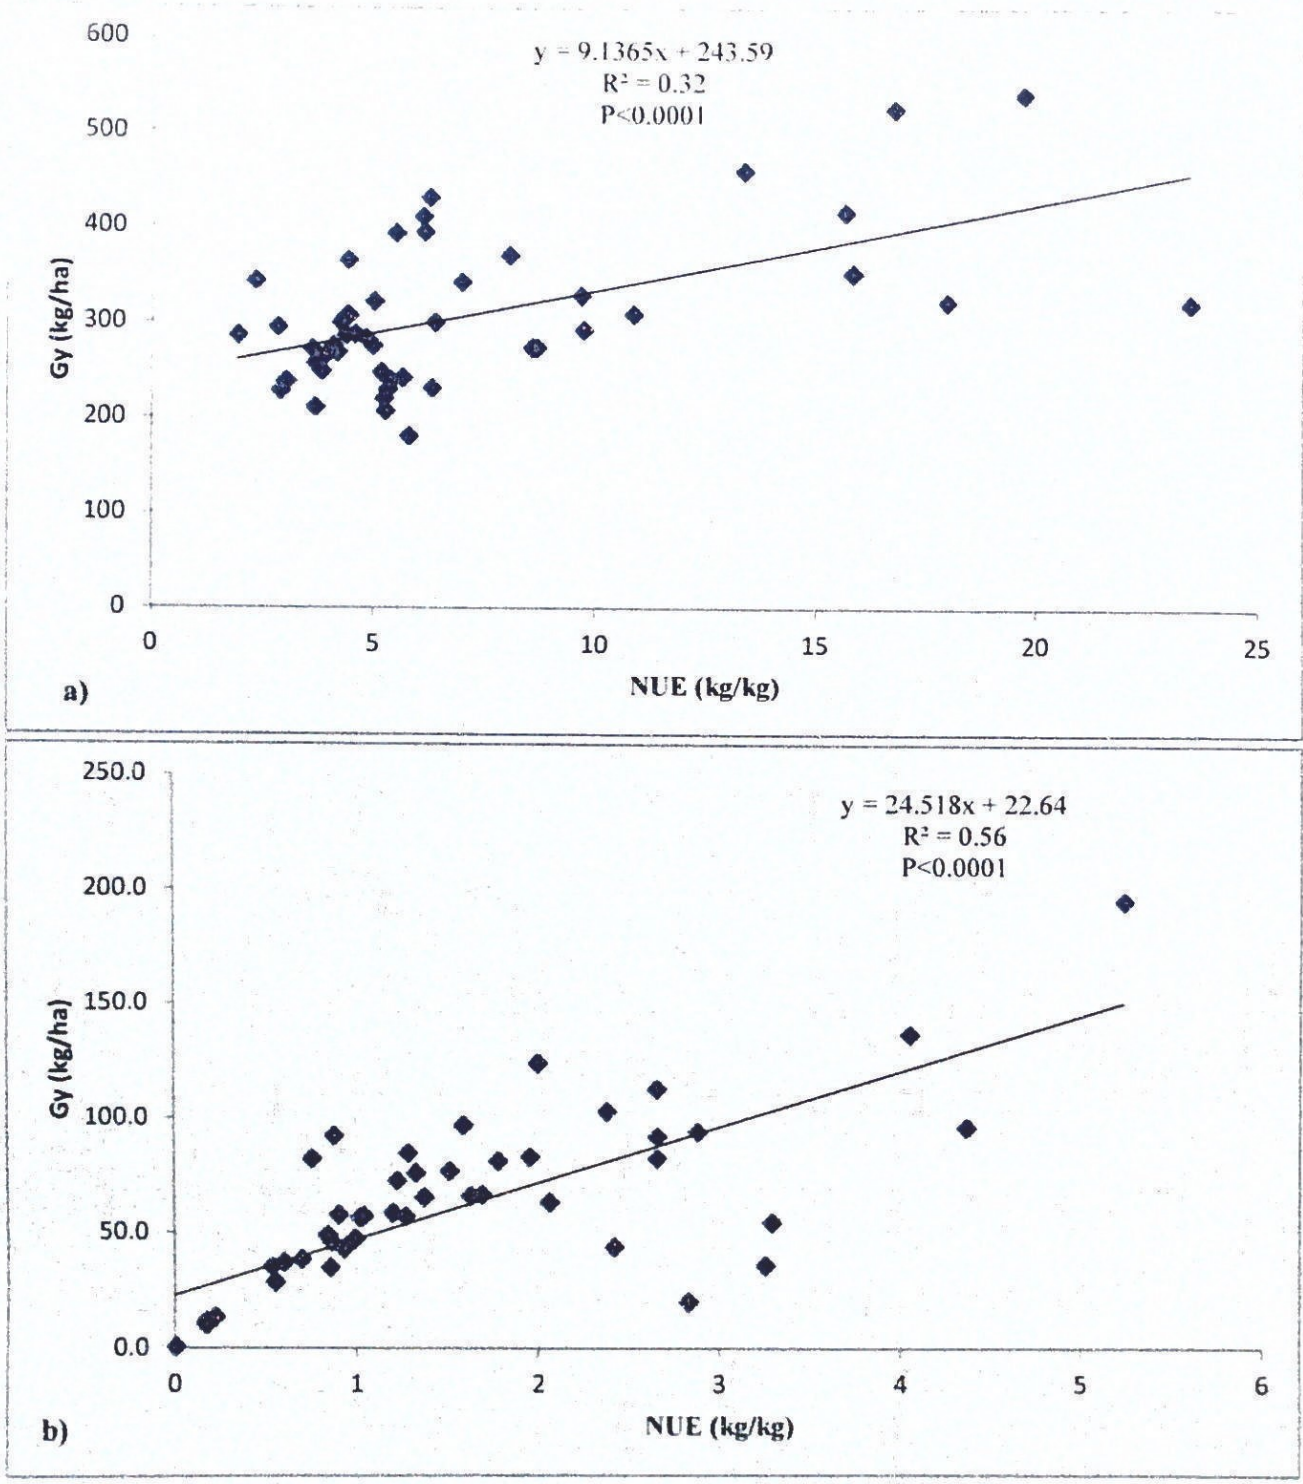 y = 9.1365x + 243.59
R² = 0.32
P<0.0001
600
500
400
300
200
100
0
Gy (kg/ha)
0 5 10 15 20 25
NUE (kg/kg)
a)
y = 24.518x + 22.64
R² = 0.56
P<0.0001
250.0
200.0
150.0
100.0
50.0
0.0
Gy (kg/ha)
0 1 2 3 4 5 6
NUE (kg/kg)
b)